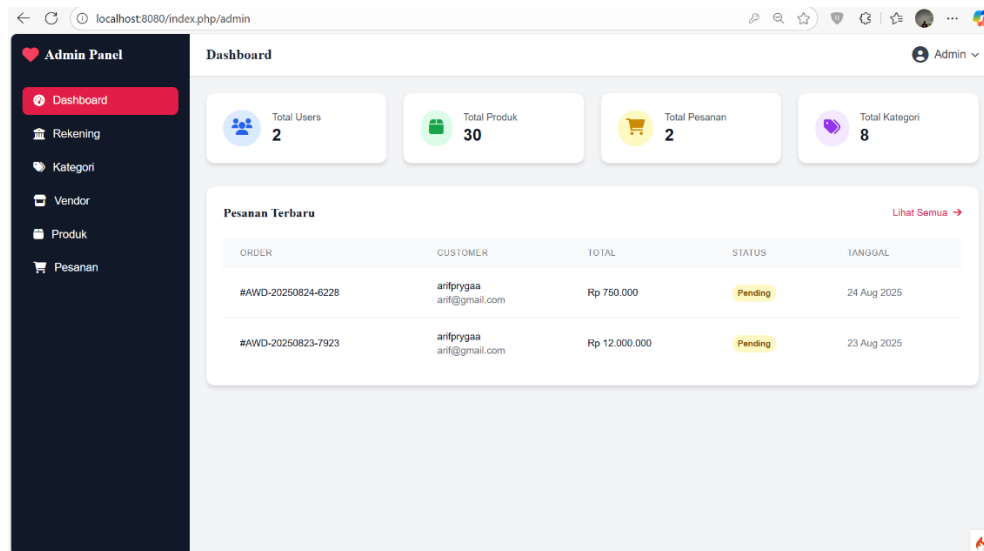 localhost:8080/index.php/admin
Admin Panel
Dashboard
Rekening
Kategori
Vendor
Produk
Pesanan
Dashboard
Admin
Total Users
2
Total Produk
30
Total Pesanan
2
Total Kategori
8
Pesanan Terbaru
Lihat Semua →
ORDER CUSTOMER TOTAL STATUS TANGGAL
#AWD-20250824-6228 arifprygaa Rp 750.000 Pending 24 Aug 2025
arif@gmail.com
#AWD-20250823-7923 arifprygaa Rp 12.000.000 Pending 23 Aug 2025
arif@gmail.com